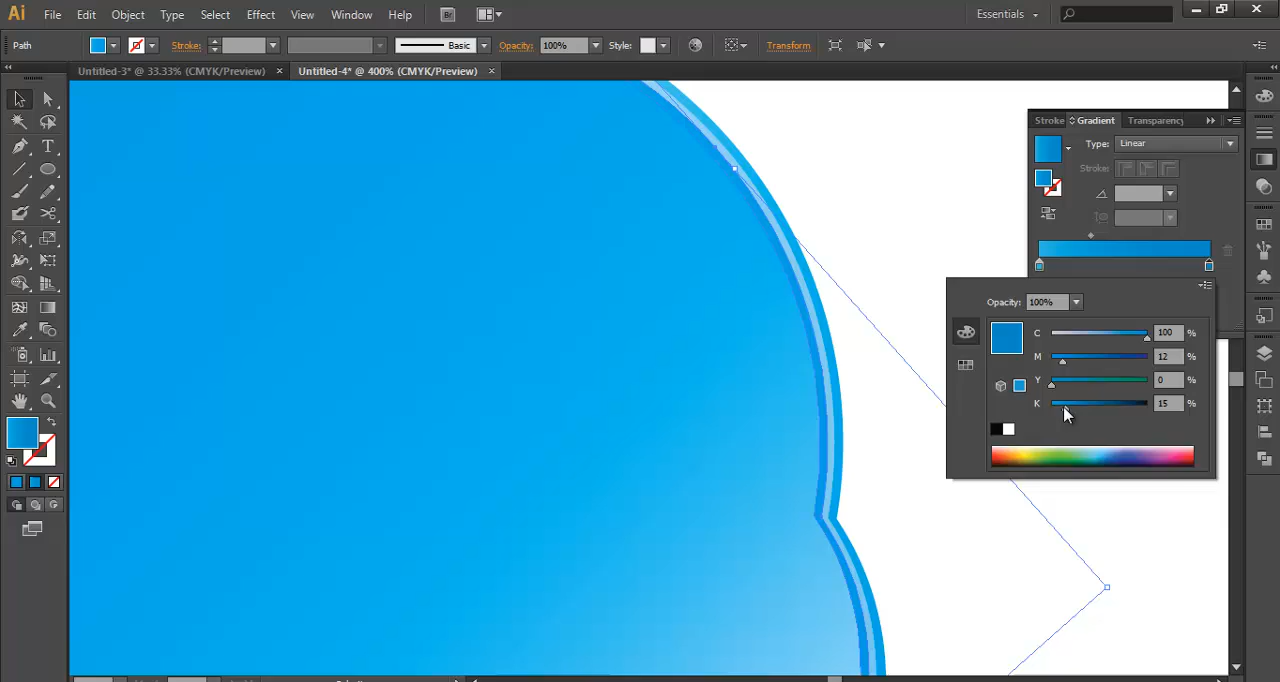 Ai File Edit Object Type Select Effect View Window Help Br Essentials
Path Stroke: Basic Opacity: 100% Style: Transform
Untitled-3* @ 33.33% (CMYK/Preview) × Untitled-4* @ 400% (CMYK/Preview) ×
Stroke Gradient Transparency
Type: Linear
Stroke:
Opacity: 100%
C 100 %
M 12 %
Y 0 %
K 15 %